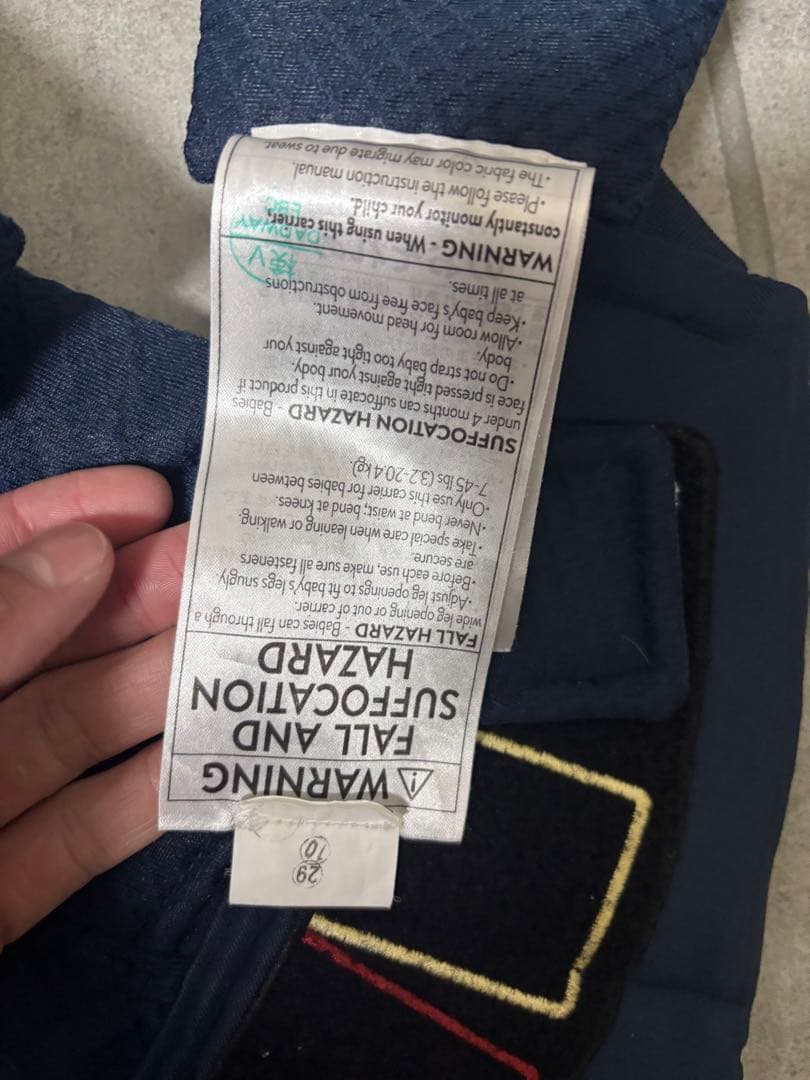 WARNING
FALL AND
SUFFOCATION
HAZARD
FALL HAZARD - Babies can fall through a
wide leg opening or out of carrier.
•Adjust leg openings to fit baby's legs snugly.
•Before each use, make sure all fasteners
are secure.
•Take special care when leaning or walking.
•Never bend at waist; bend at knees.
•Only use this carrier for babies between
7-45 lbs (3.2-20.4 kg).
SUFFOCATION HAZARD - Babies
under 4 months can suffocate in this product if
face is pressed tight against your body.
•Do not strap baby too tight against your
body.
•Allow room for head movement.
•Keep baby's face free from obstructions
at all times.
WARNING - When using this carrier,
constantly monitor your child.
•Please follow the instruction manual.
•The fabric color may migrate due to sweat
検 V
DADWAY
29
10